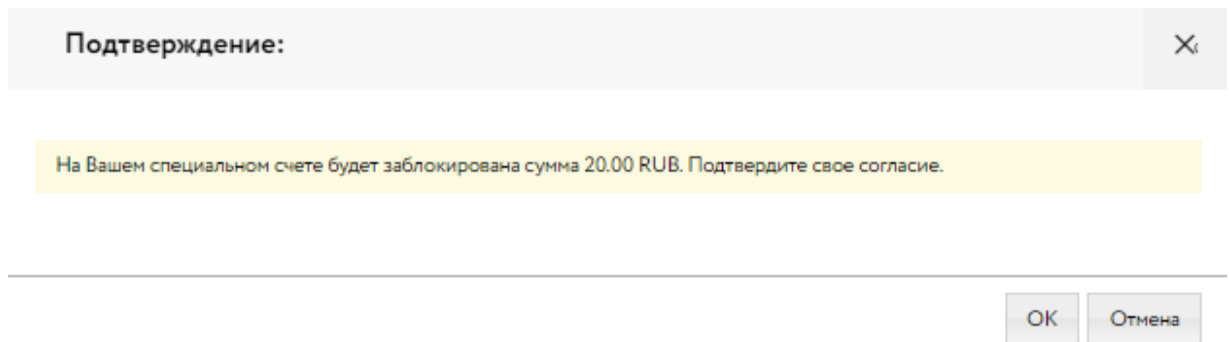 Подтверждение:
На Вашем специальном счете будет заблокирована сумма 20.00 RUB. Подтвердите свое согласие.
OK Отмена